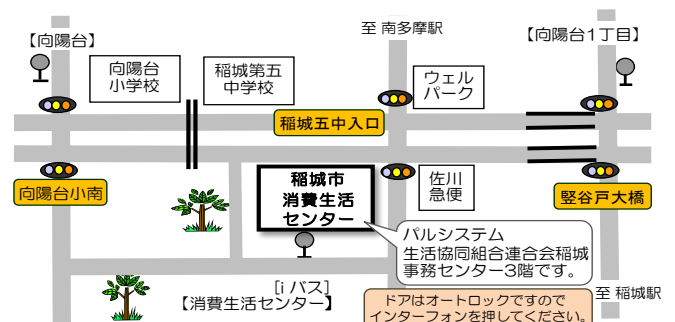 至 南多摩駅
【向陽台】
【向陽台1丁目】
向陽台
小学校
稲城第五
中学校
ウェル
パーク
稲城五中入口
向陽台小南
稲城市
消費生活
センター
佐川
急便
竪谷戸大橋
パルシステム
生活協同組合連合会稲城
事務センター3階です。
[i バス]
【消費生活センター】
至 稲城駅
ドアはオートロックですので
インターフォンを押してください。